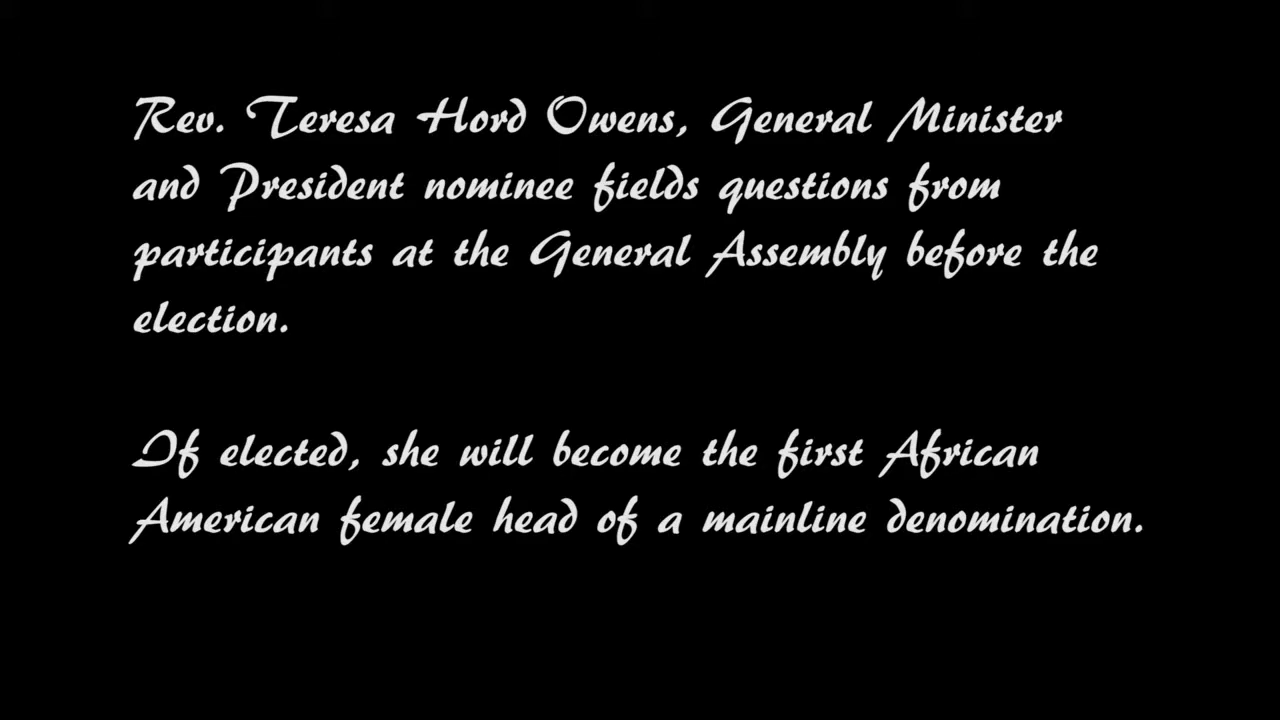 Rev. Teresa Hord Owens, General Minister
and President nominee fields questions from
participants at the General Assembly before the
election.
If elected, she will become the first African
American female head of a mainline denomination.